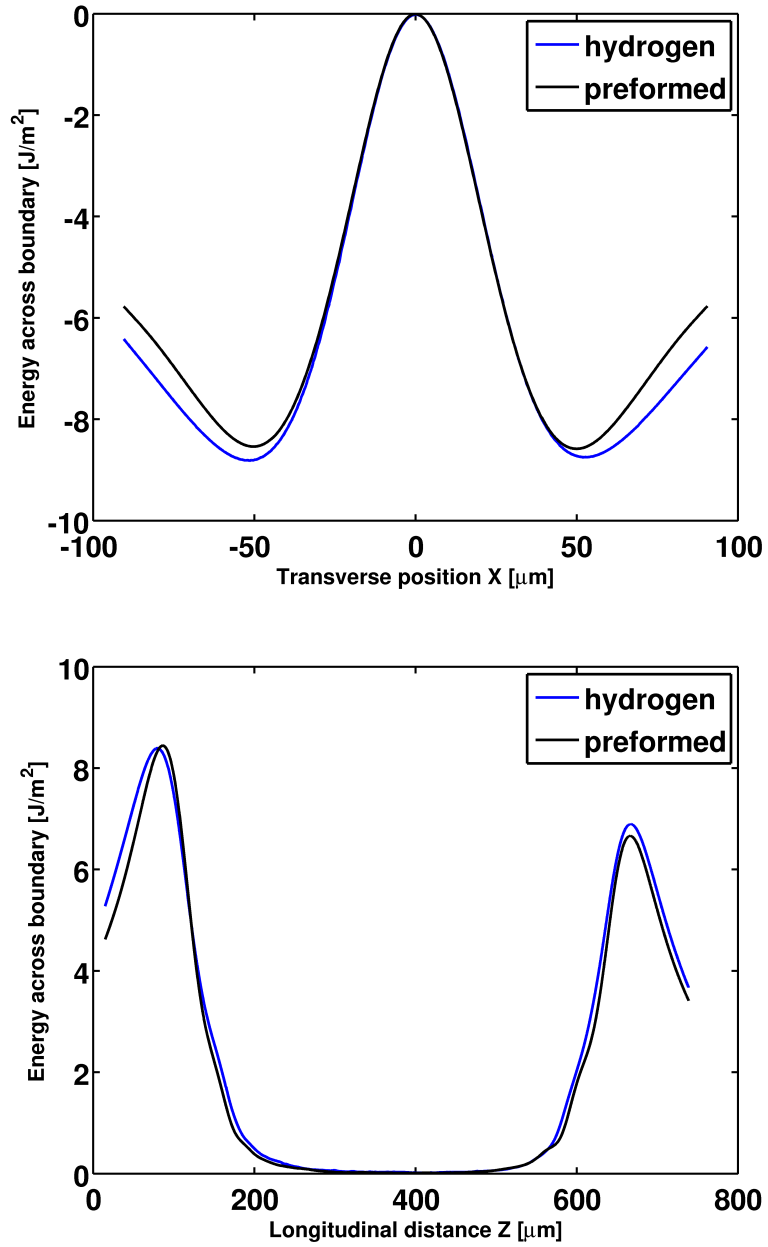 0
-2
-4
-6
-8
-10
Energy across boundary [J/m²]
hydrogen
preformed
-100
-50
0
50
100
Transverse position X [µm]
10
8
6
4
2
0
Energy across boundary [J/m²]
hydrogen
preformed
0
200
400
600
800
Longitudinal distance Z [µm]